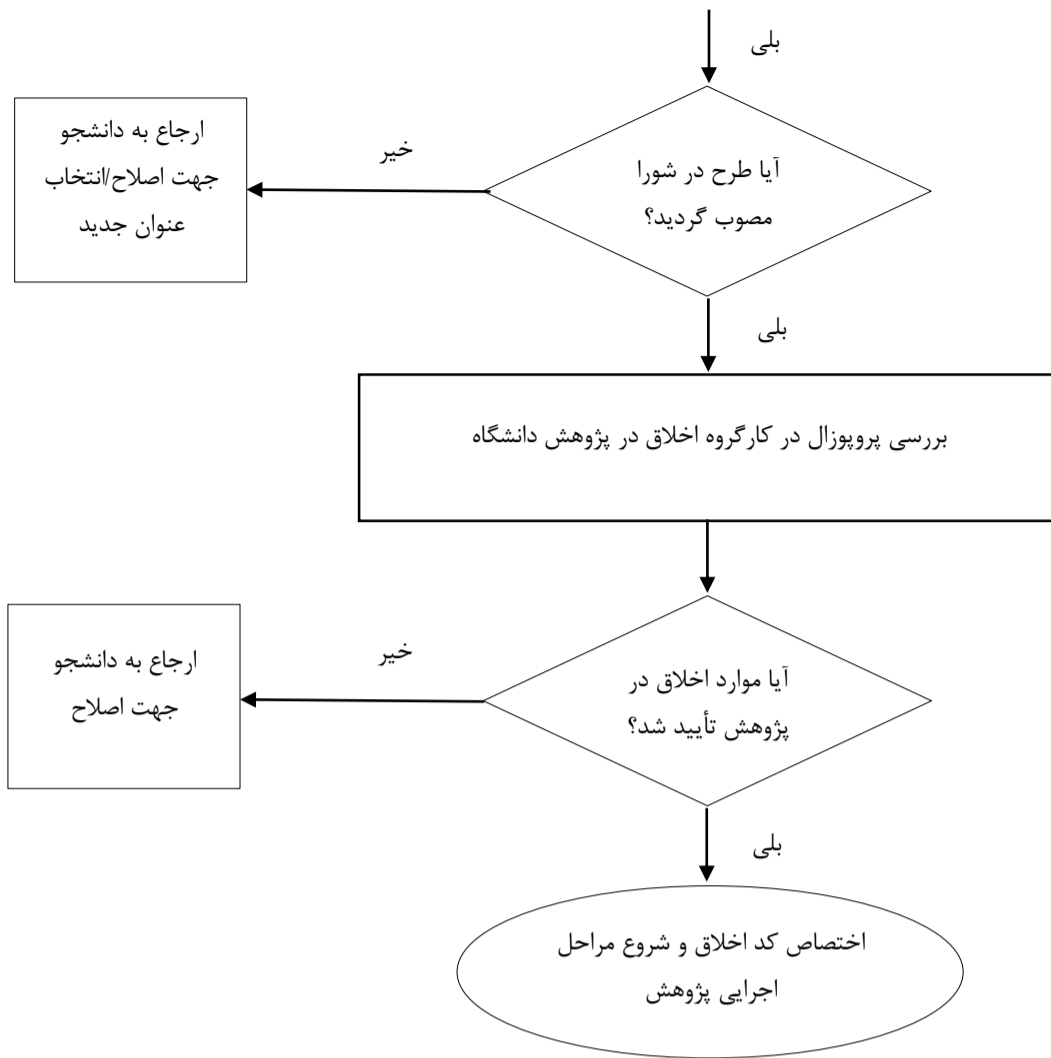 بلی
آیا طرح در شورا
مصوب گردید؟
خیر
ارجاع به دانشجو
جهت اصلاح/انتخاب
عنوان جدید
بلی
بررسی پروپوزال در کارگروه اخلاق در پژوهش دانشگاه
آیا موارد اخلاق در
پژوهش تأیید شد؟
خیر
ارجاع به دانشجو
جهت اصلاح
بلی
اختصاص کد اخلاق و شروع مراحل
اجرایی پژوهش